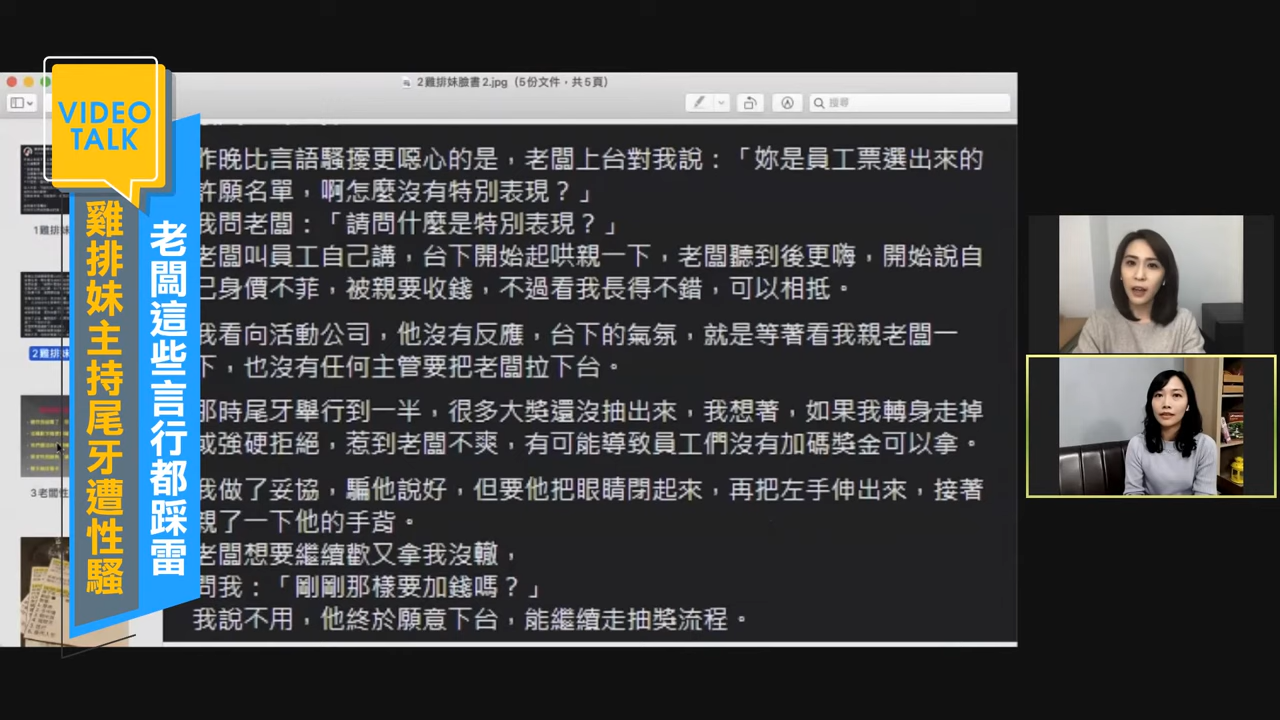 VIDEO
TALK
雞排妹主持尾牙遭性騷
老闆這些言行都踩雷
2雞排妹臉書2.jpg（5份文件，共5頁）
搜尋
昨晚比言語騷擾更噁心的是，老闆上台對我說：「妳是員工票選出來的
許願名單，啊怎麼沒有特別表現？」
我問老闆：「請問什麼是特別表現？」
老闆叫員工自己講，台下開始起哄親一下，老闆聽到後更嗨，開始說自
己身價不菲，被親要收錢，不過看我長得不錯，可以相抵。
我看向活動公司，他沒有反應，台下的氣氛，就是等著看我親老闆一
下，也沒有任何主管要把老闆拉下台。
那時尾牙舉行到一半，很多大獎還沒抽出來，我想著，如果我轉身走掉
或強硬拒絕，惹到老闆不爽，有可能導致員工們沒有加碼獎金可以拿。
我做了妥協，騙他說好，但要他把眼睛閉起來，再把左手伸出來，接著
親了一下他的手背。
老闆想要繼續歡又拿我沒轍，
問我：「剛剛那樣要加錢嗎？」
我說不用，他終於願意下台，能繼續走抽獎流程。
1雞排妹
2雞排妹
3老闆性